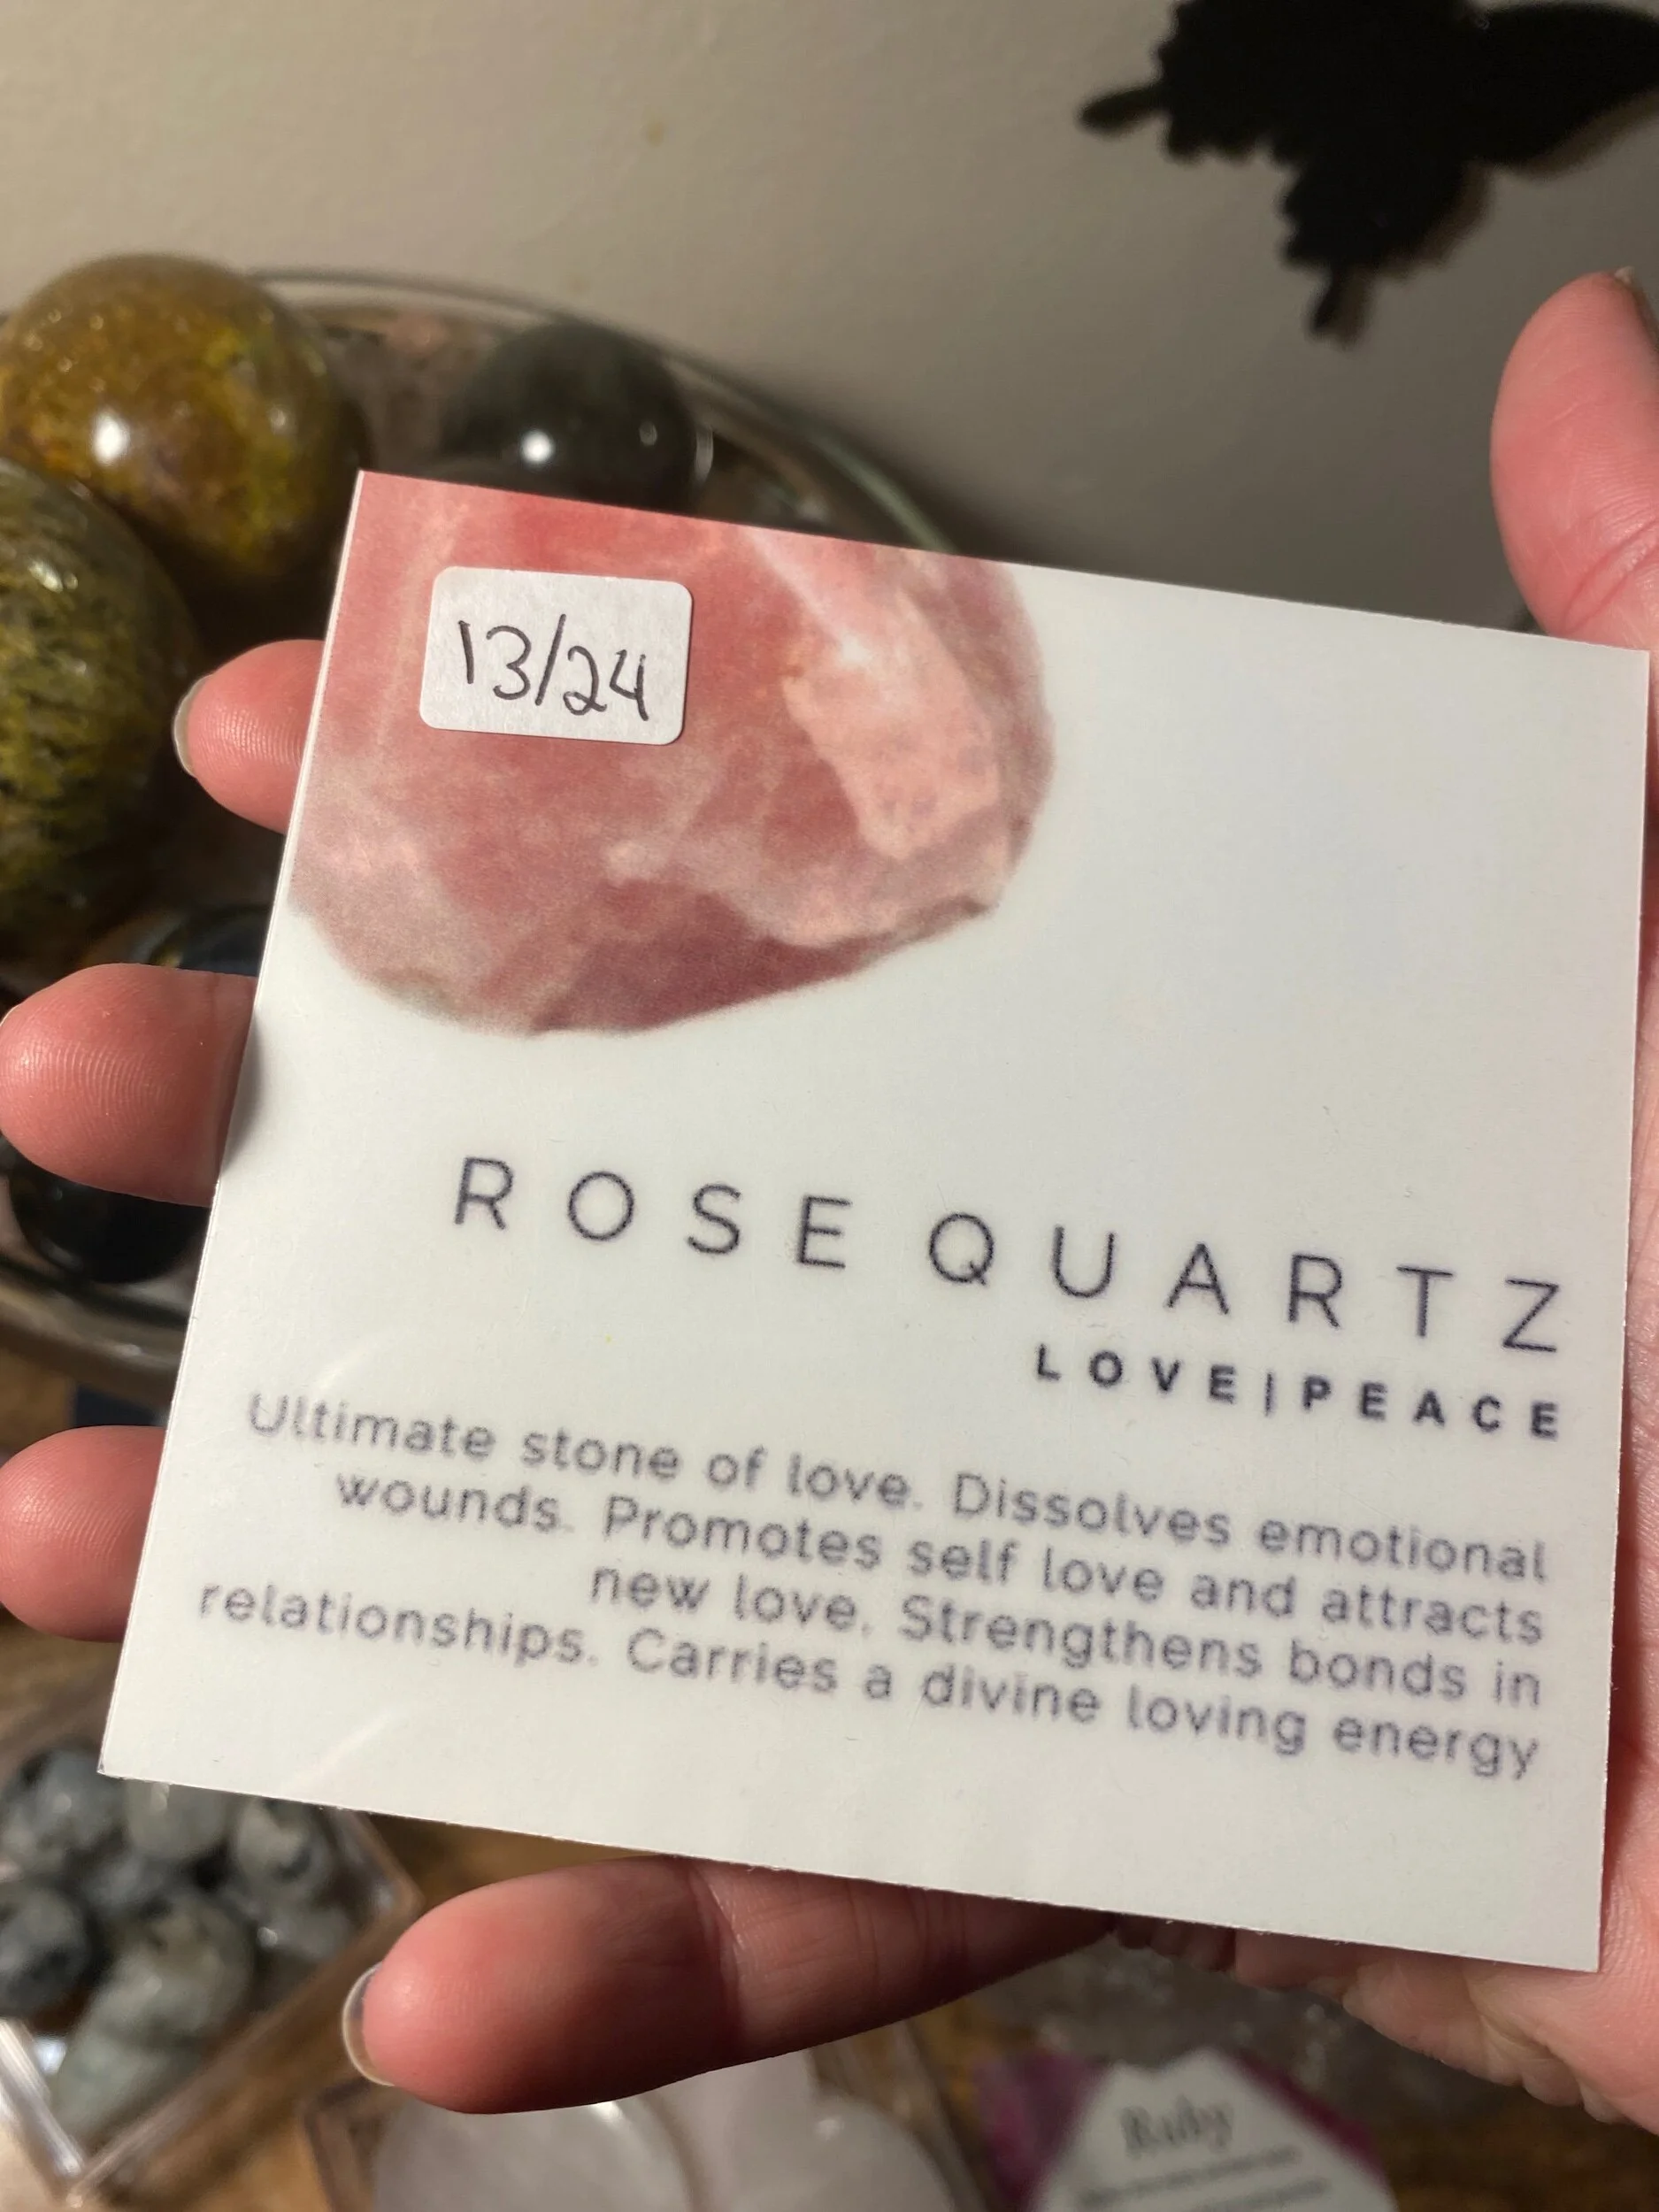 13/24
ROSE QUARTZ
LOVE|PEACE
Ultimate stone of love. Dissolves emotional
wounds. Promotes self love and attracts
new love. Strengthens bonds in
relationships. Carries a divine loving energy
Ruby